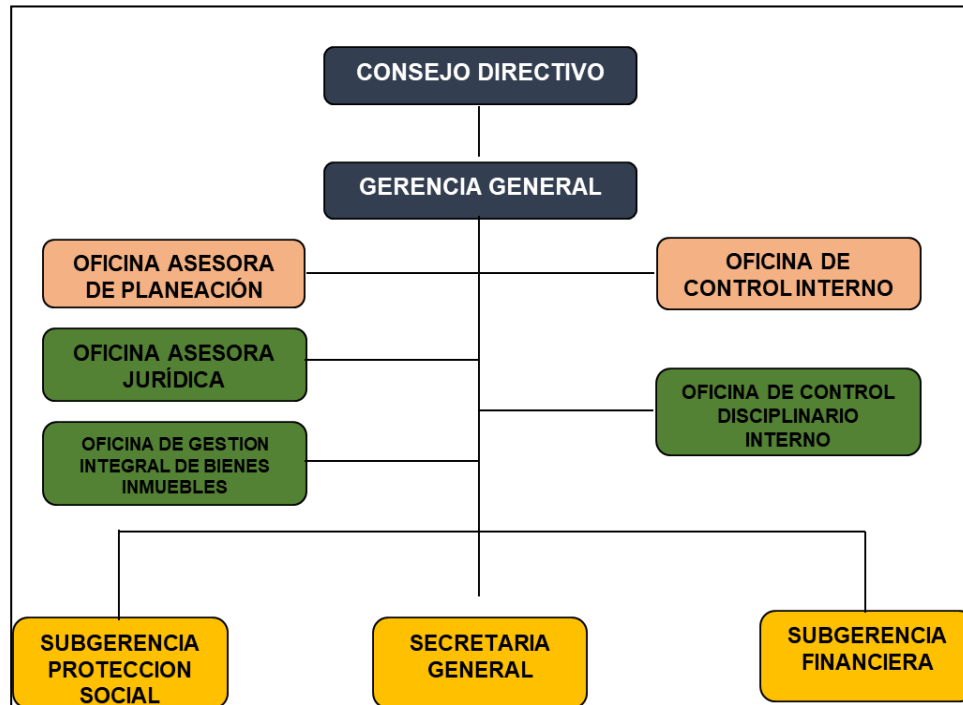 CONSEJO DIRECTIVO
GERENCIA GENERAL
OFICINA ASESORA
DE PLANEACIÓN
OFICINA DE
CONTROL INTERNO
OFICINA ASESORA
JURÍDICA
OFICINA DE CONTROL
DISCIPLINARIO
INTERNO
OFICINA DE GESTION
INTEGRAL DE BIENES
INMUEBLES
SUBGERENCIA
PROTECCION
SOCIAL
SECRETARIA
GENERAL
SUBGERENCIA
FINANCIERA